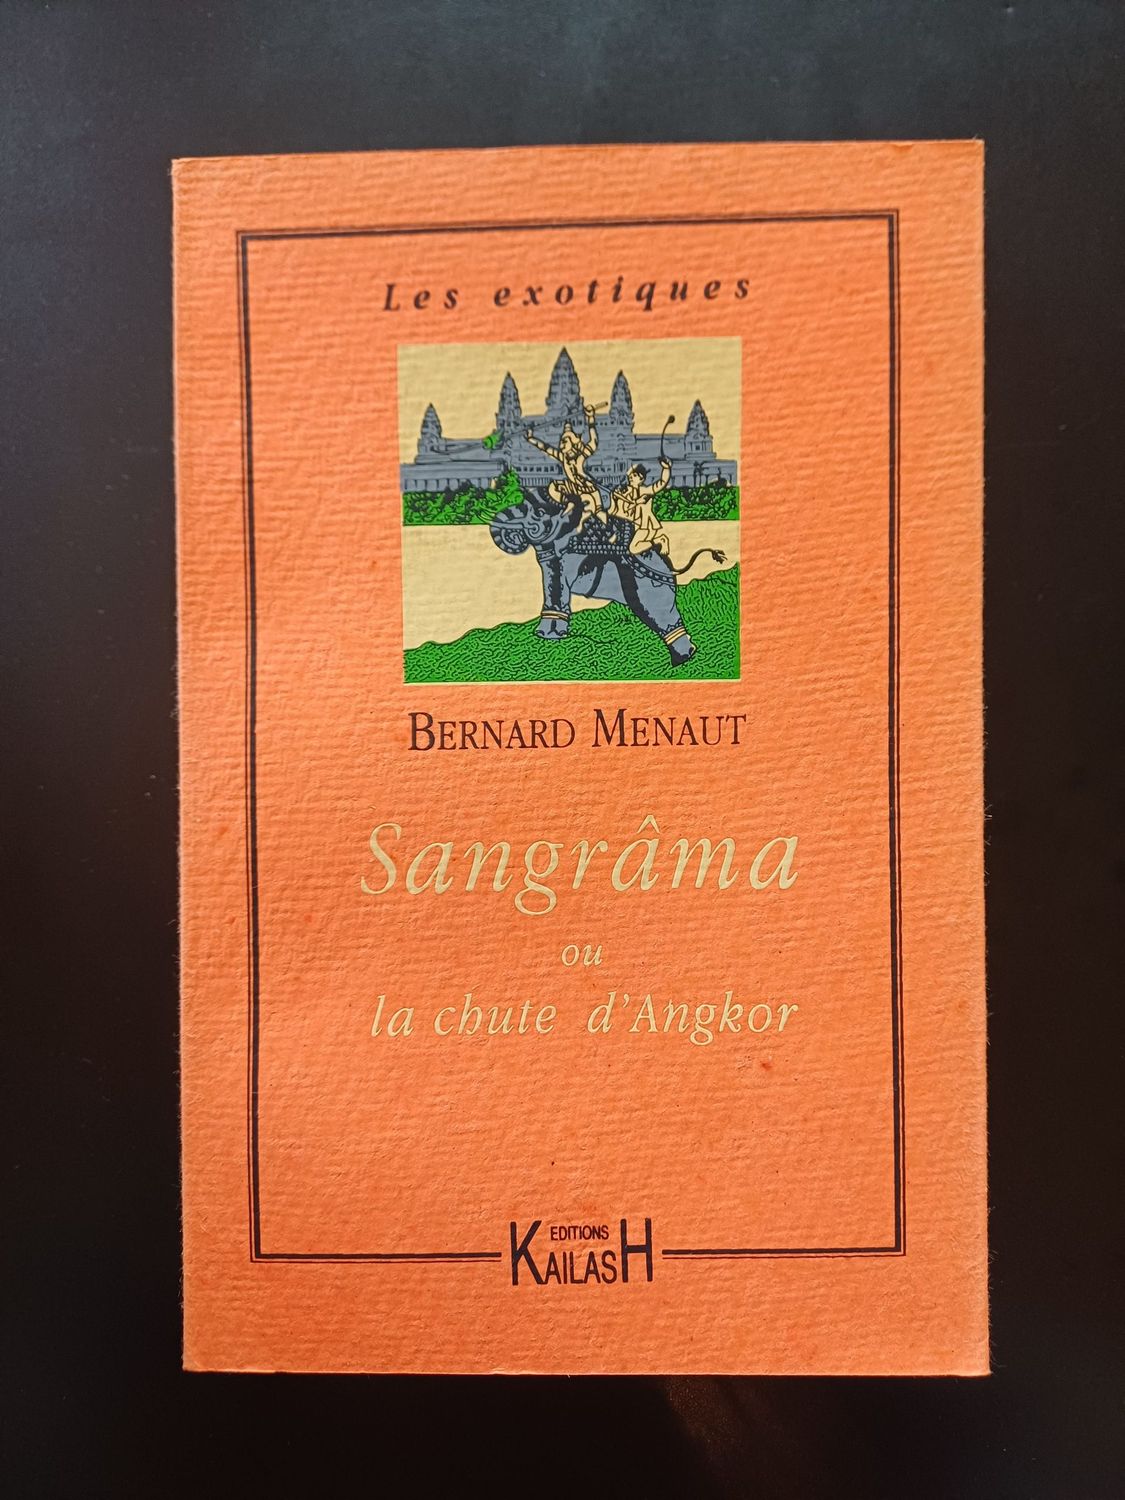 Les exotiques
BERNARD MENAUT
Sangrâma
ou
la chute d'Angkor
EDITIONS
KAILASH